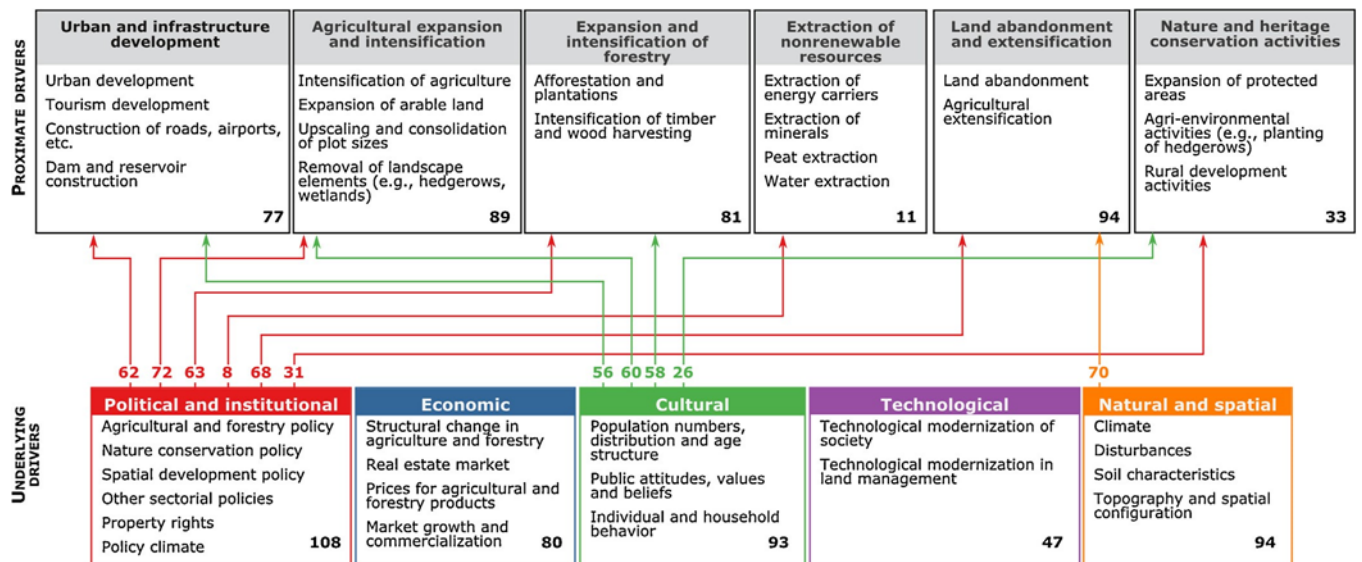 PROXIMATE DRIVERS
Urban and infrastructure
development
Urban development
Tourism development
Construction of roads, airports,
etc.
Dam and reservoir
construction
77
Agricultural expansion
and intensification
Intensification of agriculture
Expansion of arable land
Upscaling and consolidation
of plot sizes
Removal of landscape
elements (e.g., hedgerows,
wetlands)
89
Expansion and
intensification of
forestry
Afforestation and
plantations
Intensification of timber
and wood harvesting
81
Extraction of
nonrenewable
resources
Extraction of
energy carriers
Extraction of
minerals
Peat extraction
Water extraction
11
Land abandonment
and extensification
Land abandonment
Agricultural
extensification
94
Nature and heritage
conservation activities
Expansion of protected
areas
Agri-environmental
activities (e.g., planting
of hedgerows)
Rural development
activities
33
62 72 63 8 68 31 56 60 58 26 70
UNDERLYING
DRIVERS
Political and institutional
Agricultural and forestry policy
Nature conservation policy
Spatial development policy
Other sectorial policies
Property rights
Policy climate
108
Economic
Structural change in
agriculture and forestry
Real estate market
Prices for agricultural and
forestry products
Market growth and
commercialization
80
Cultural
Population numbers,
distribution and age
structure
Public attitudes, values
and beliefs
Individual and household
behavior
93
Technological
Technological modernization of
society
Technological modernization in
land management
47
Natural and spatial
Climate
Disturbances
Soil characteristics
Topography and spatial
configuration
94